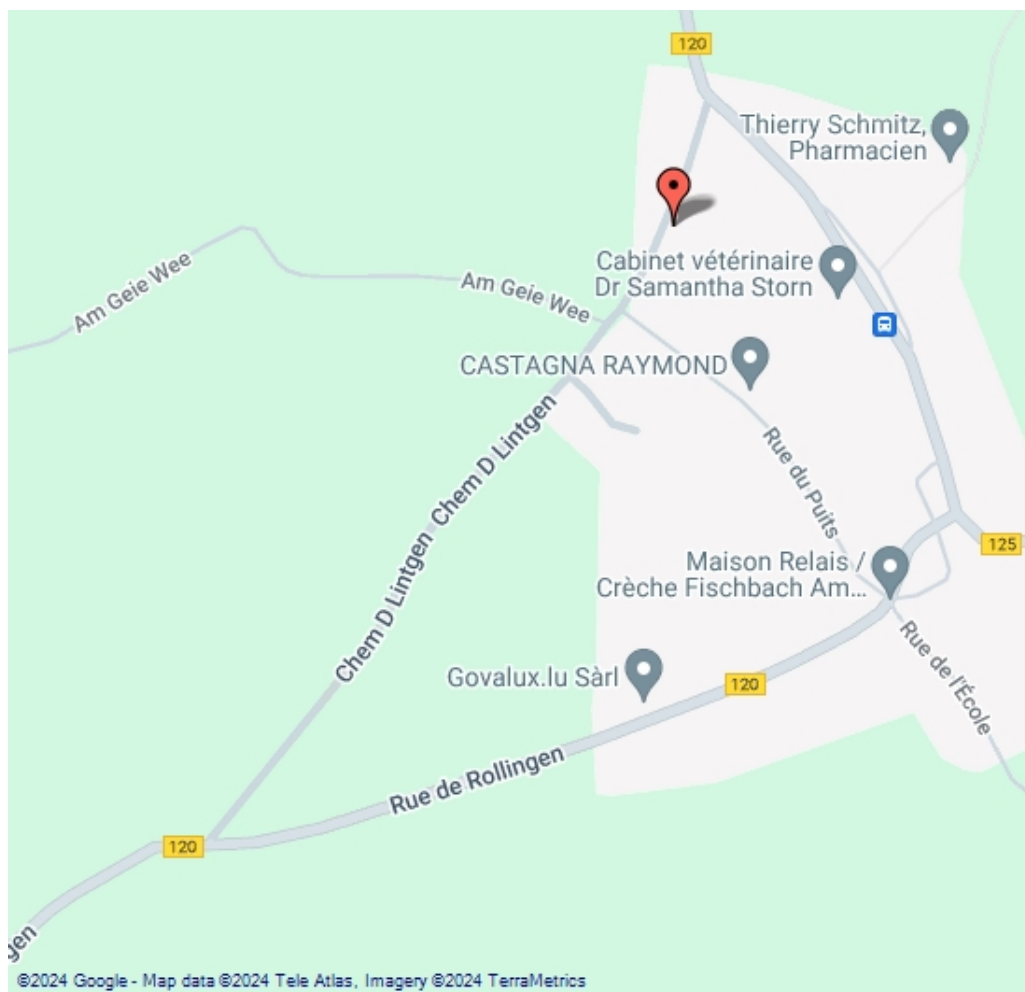 120
Thierry Schmitz,
Pharmacien
Cabinet vétérinaire
Dr Samantha Storn
Am Geie Wee
Am Geie Wee
CASTAGNA RAYMOND
Chem D Lintgen
Rue du Puits
125
Chem D Lintgen
Maison Relais /
Crèche Fischbach Am...
Rue de l'École
Govalux.lu Sàrl
120
Rue de Rollingen
120
gen
©2024 Google - Map data ©2024 Tele Atlas, Imagery ©2024 TerraMetrics